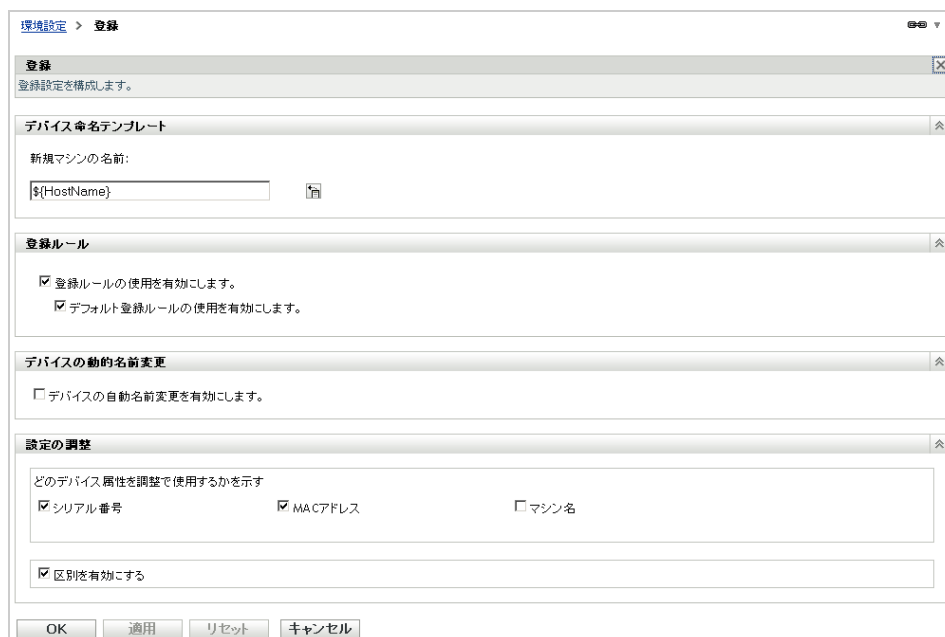 環境設定 > 登録
登録
登録設定を構成します。
デバイス命名テンプレート
新規マシンの名前:
${HostName}
登録ルール
登録ルールの使用を有効にします。
デフォルト登録ルールの使用を有効にします。
デバイスの動的名前変更
デバイスの自動名前変更を有効にします。
設定の調整
どのデバイス属性を調整で使用するかを示す
シリアル番号 MACアドレス マシン名
区別を有効にする
OK 適用 リセット キャンセル